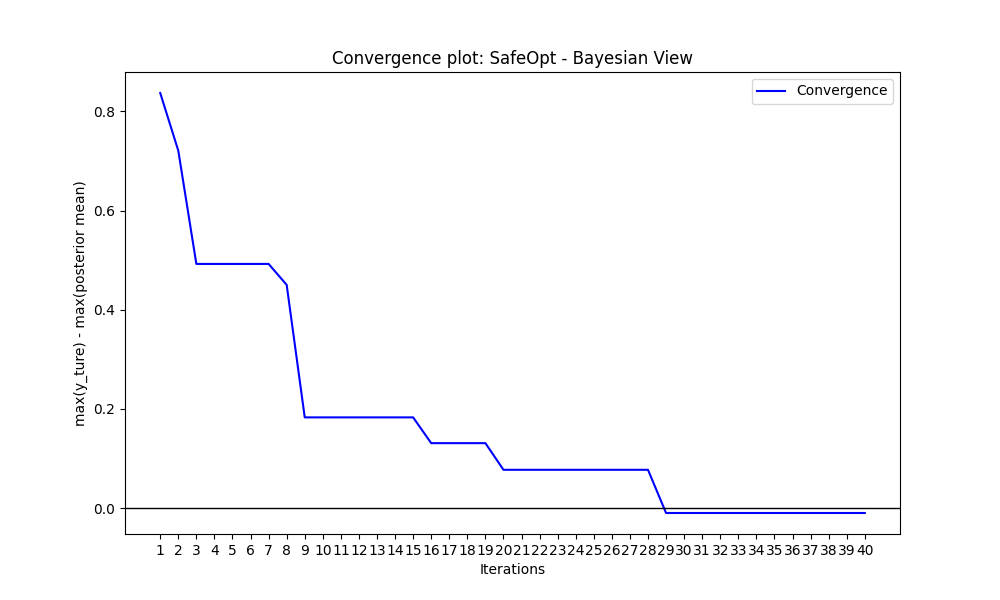 Convergence plot: SafeOpt - Bayesian View
Convergence
max(y_ture) - max(posterior mean)
0.8
0.6
0.4
0.2
0.0
1 2 3 4 5 6 7 8 9 10 11 12 13 14 15 16 17 18 19 20 21 22 23 24 25 26 27 28 29 30 31 32 33 34 35 36 37 38 39 40
Iterations